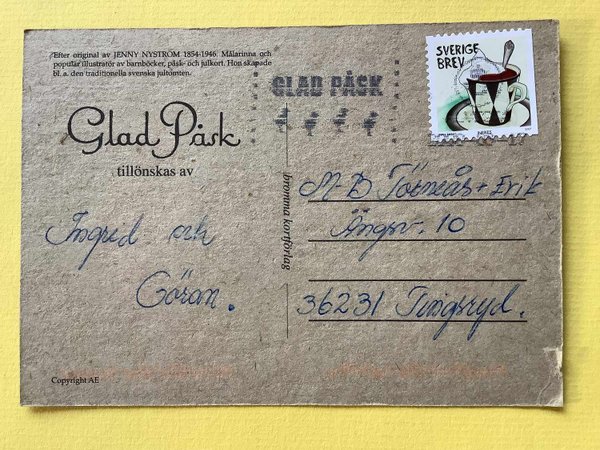 Efter original av JENNY NYSTRÖM 1854-1946. Målarinna och
populär illustratör av barnböcker, påsk- och julkort. Hon skapade
bl. a. den traditionella svenska jultomten.
GLAD PÅSK
SVERIGE
BREV
Glad Påsk
tillönskas av
bromma kortförlag
M-B Törneås + Erik
Ängsv. 10
36231 Tingsryd.
Ingrid och
Göran.
Copyright AE